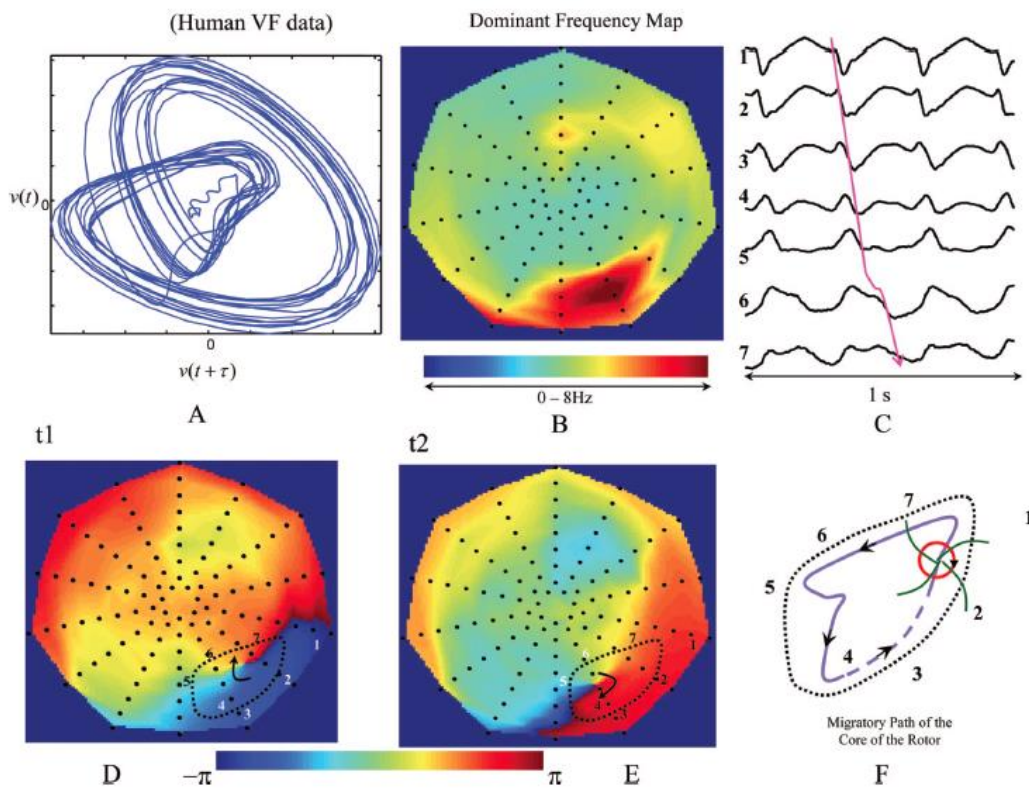 (Human VF data)
v(t)
0
0
v(t + τ)
A
Dominant Frequency Map
0 – 8Hz
B
1
2
3
4
5
6
7
1 s
C
t1
1
2
3
4
5
6
7
D
−π
π
t2
1
2
3
4
5
6
7
E
1
2
3
4
5
6
7
Migratory Path of the
Core of the Rotor
F